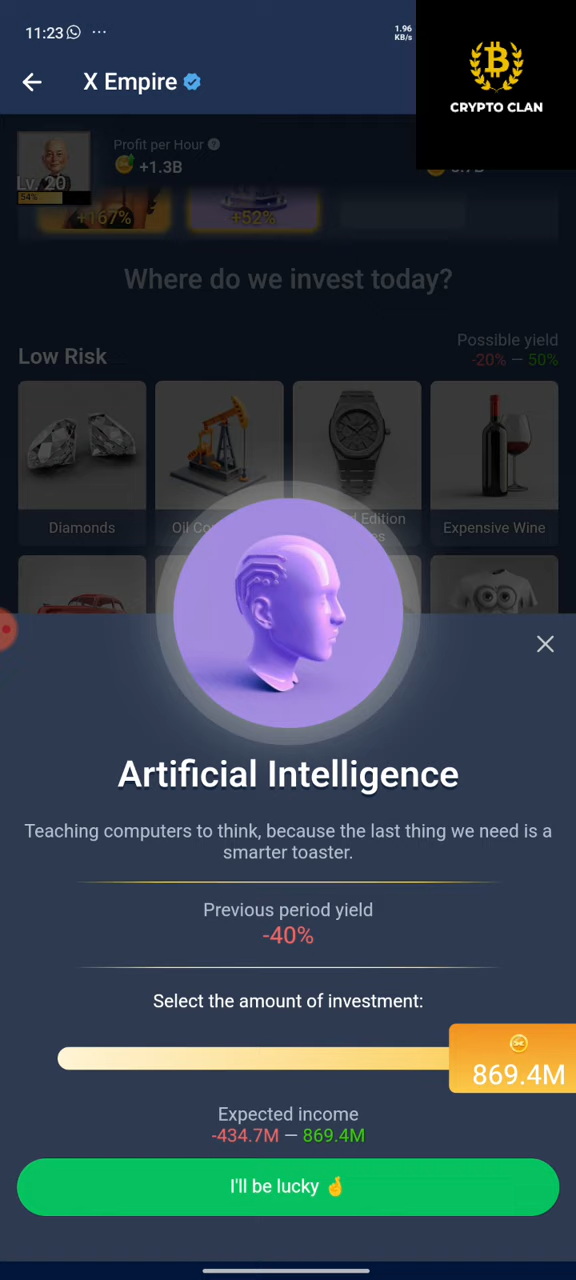 11:23
1.96
KB/s
CRYPTO CLAN
X Empire
Profit per Hour
+1.3B
Lv. 20
54%
+167%
+52%
Where do we invest today?
Possible yield
Low Risk
-20% — 50%
Diamonds
Edition
Expensive Wine
Artificial Intelligence
Teaching computers to think, because the last thing we need is a
smarter toaster.
Previous period yield
-40%
Select the amount of investment:
869.4M
Expected income
-434.7M — 869.4M
I'll be lucky 🤞